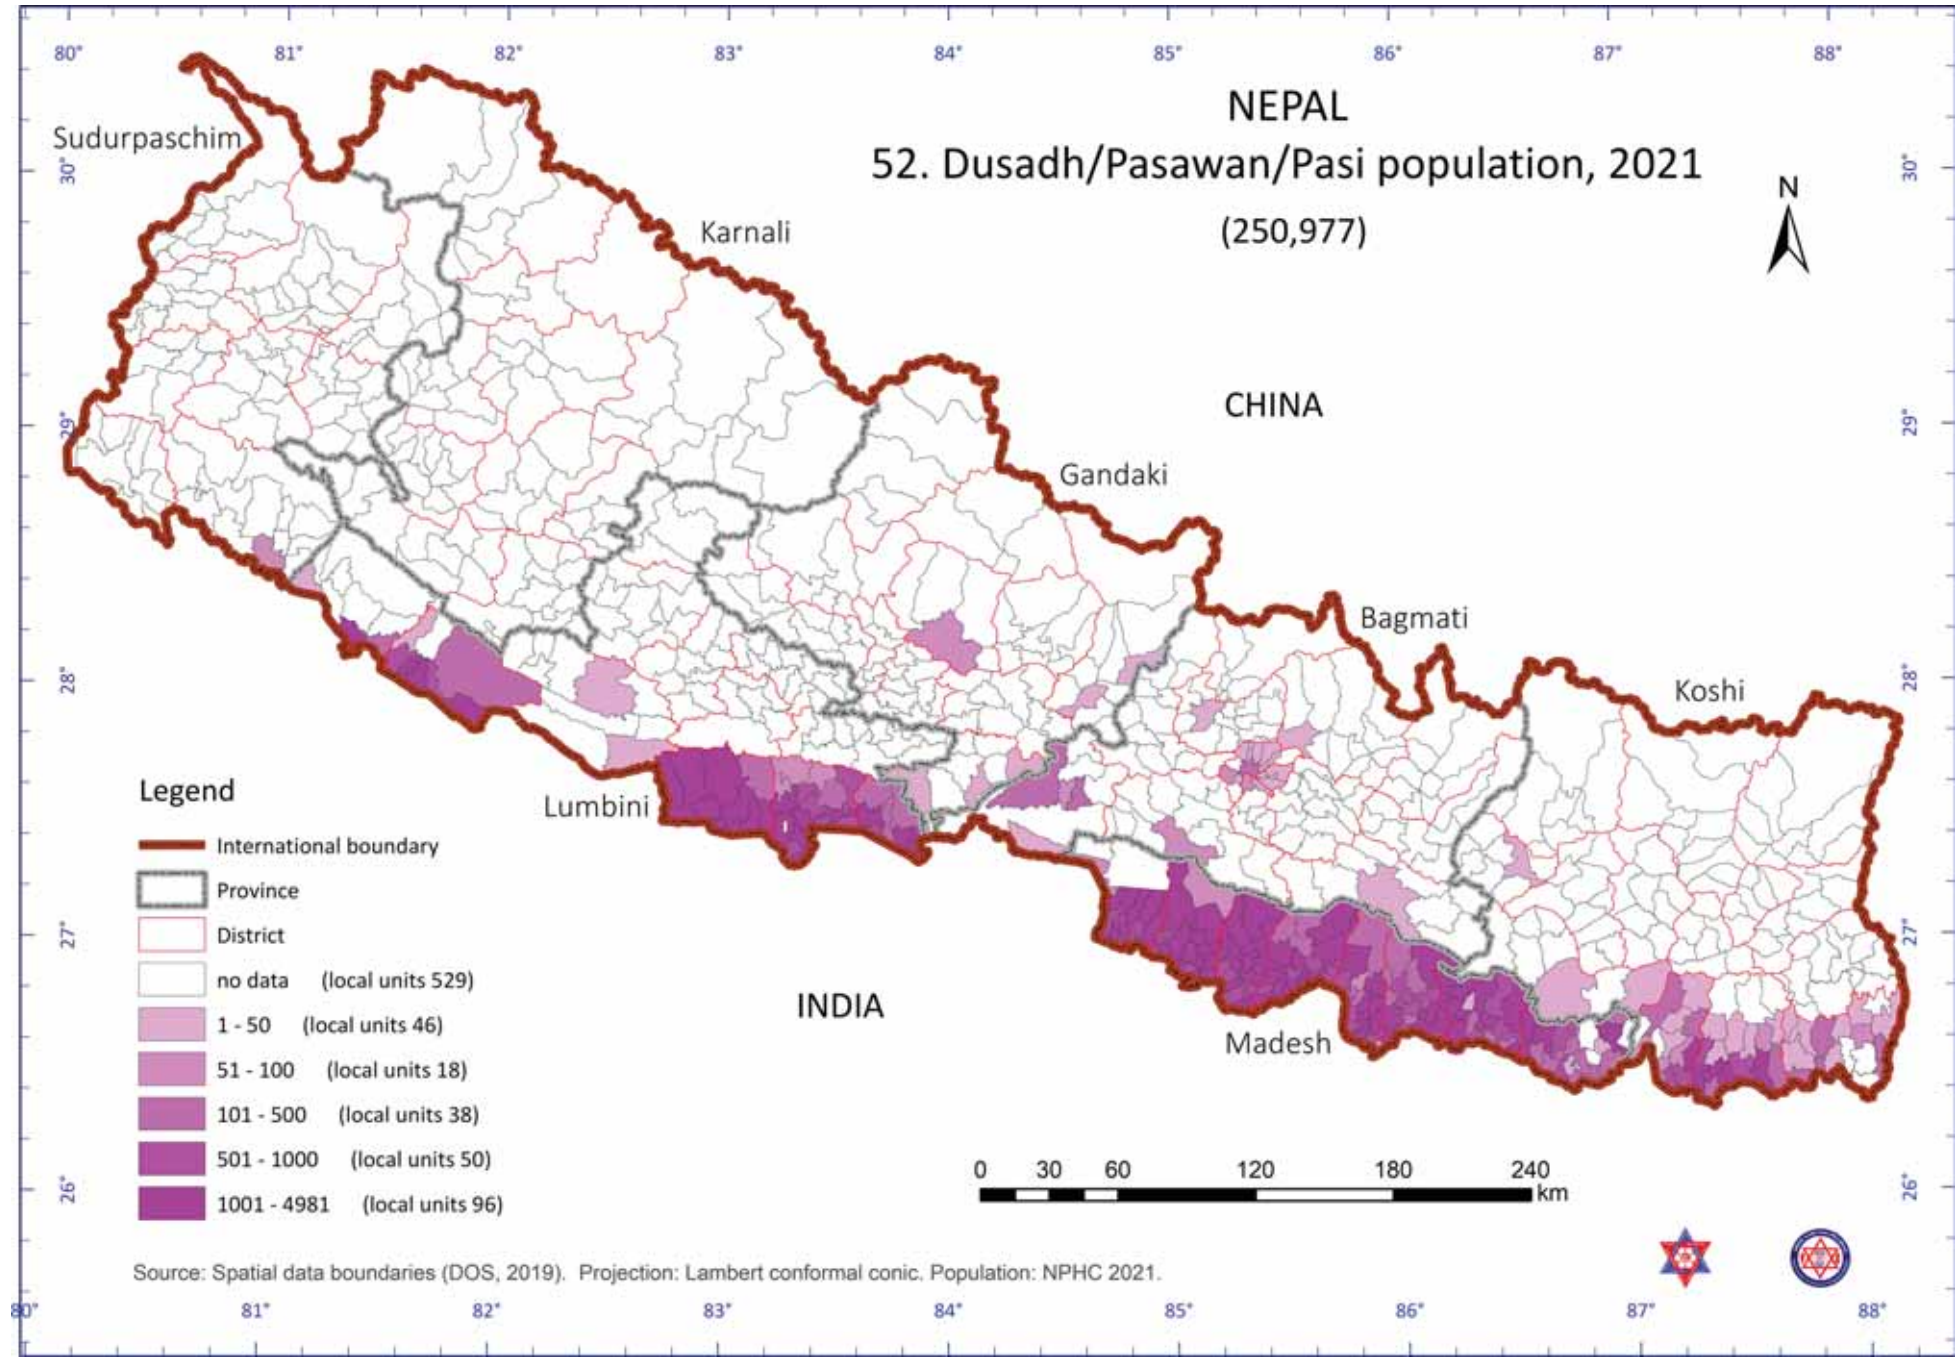 80° 81° 82° 83° 84° 85° 86° 87° 88°
NEPAL
52. Dusadh/Pasawan/Pasi population, 2021
(250,977)
N
Sudurpaschim
30°
30°
Karnali
CHINA
29°
29°
Gandaki
Bagmati
28°
28°
Koshi
Lumbini
27°
27°
INDIA
Madesh
26°
26°
Legend
International boundary
Province
District
no data (local units 529)
1 - 50 (local units 46)
51 - 100 (local units 18)
101 - 500 (local units 38)
501 - 1000 (local units 50)
1001 - 4981 (local units 96)
0 30 60 120 180 240
km
Source: Spatial data boundaries (DOS, 2019). Projection: Lambert conformal conic. Population: NPHC 2021.
80° 81° 82° 83° 84° 85° 86° 87° 88°